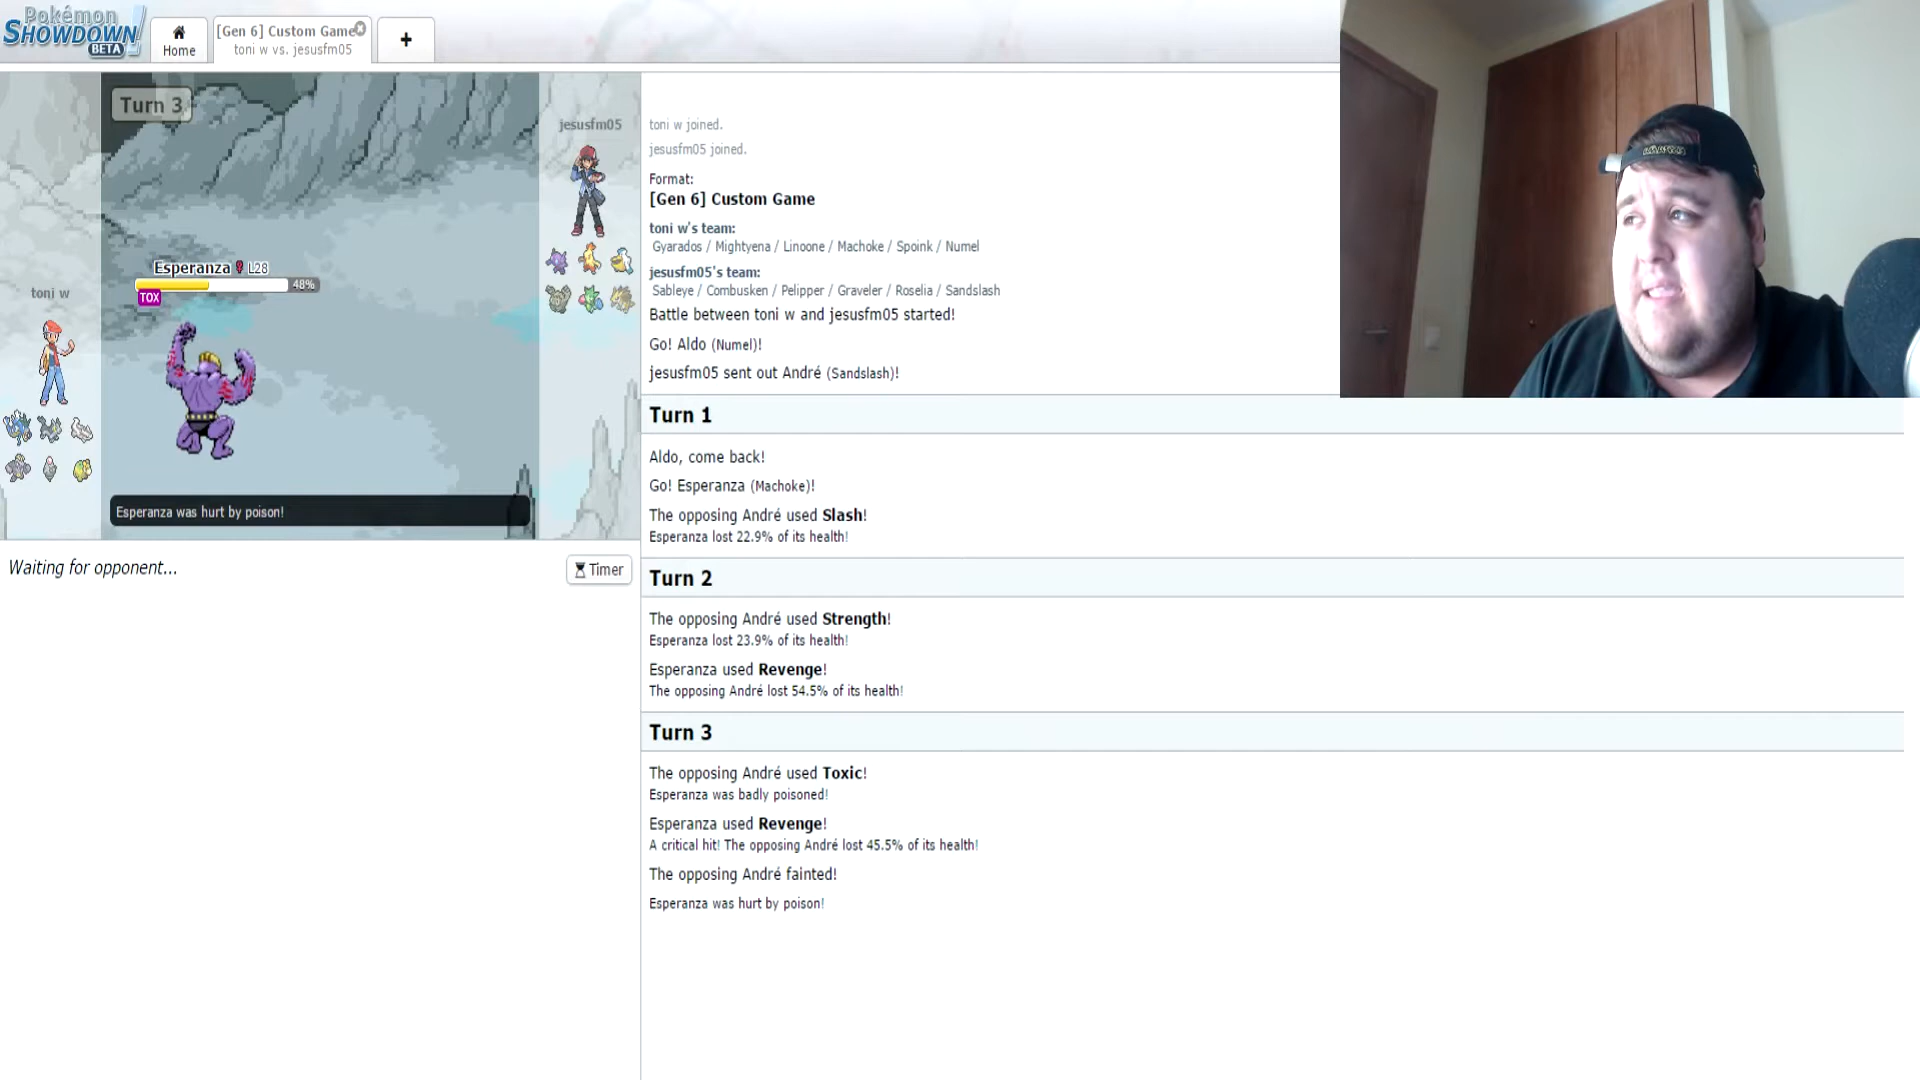 Pokémon
SHOWDOWN!
BETA
Home
[Gen 6] Custom Game
toni w vs. jesusfm05
+
Turn 3
jesusfm05
toni w
Esperanza L28
48%
TOX
Esperanza was hurt by poison!
Waiting for opponent...
Timer
toni w joined.
jesusfm05 joined.
Format:
[Gen 6] Custom Game
toni w's team:
Gyarados / Mightyena / Linoone / Machoke / Spoink / Numel
jesusfm05's team:
Sableye / Combusken / Pelipper / Graveler / Roselia / Sandslash
Battle between toni w and jesusfm05 started!
Go! Aldo (Numel)!
jesusfm05 sent out André (Sandslash)!
Turn 1
Aldo, come back!
Go! Esperanza (Machoke)!
The opposing André used Slash!
Esperanza lost 22.9% of its health!
Turn 2
The opposing André used Strength!
Esperanza lost 23.9% of its health!
Esperanza used Revenge!
The opposing André lost 54.5% of its health!
Turn 3
The opposing André used Toxic!
Esperanza was badly poisoned!
Esperanza used Revenge!
A critical hit! The opposing André lost 45.5% of its health!
The opposing André fainted!
Esperanza was hurt by poison!